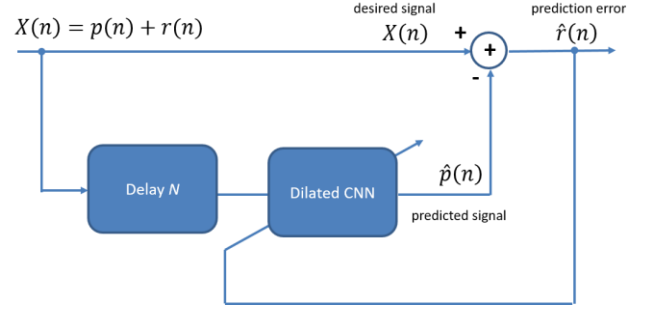 desired signal
prediction error
X(n) = p(n) + r(n)
X(n)
+
r̂(n)
+
-
Delay N
Dilated CNN
p̂(n)
predicted signal